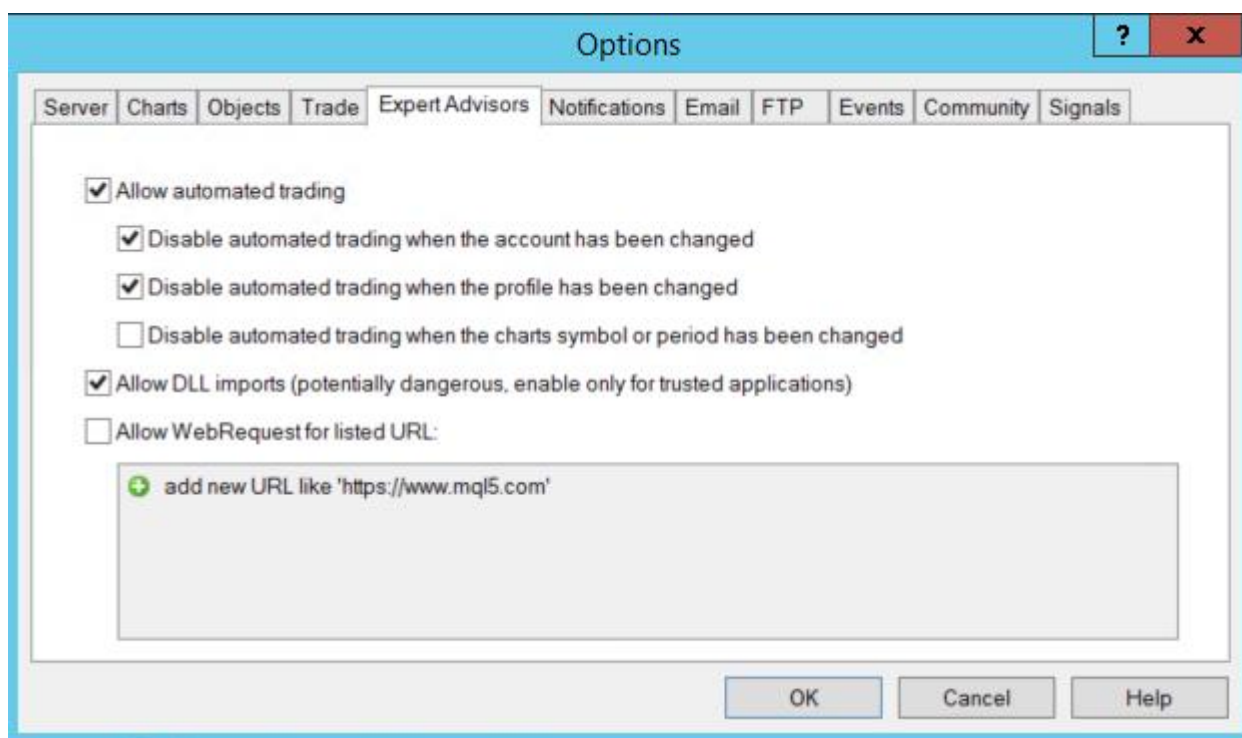 Options
? x
Server Charts Objects Trade Expert Advisors Notifications Email FTP Events Community Signals
Allow automated trading
Disable automated trading when the account has been changed
Disable automated trading when the profile has been changed
Disable automated trading when the charts symbol or period has been changed
Allow DLL imports (potentially dangerous, enable only for trusted applications)
Allow WebRequest for listed URL:
add new URL like 'https://www.mql5.com'
OK Cancel Help